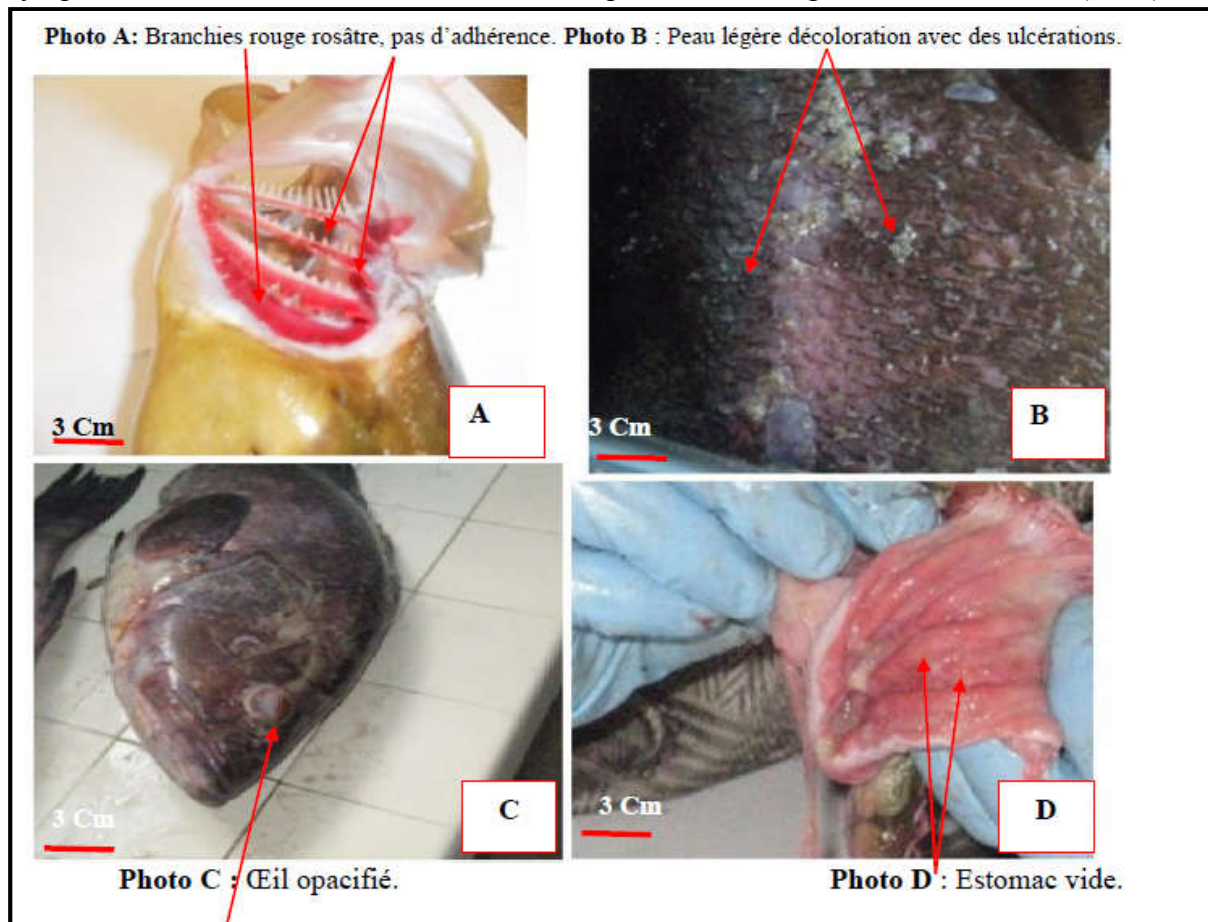 Photo A: Branchies rouge rosâtre, pas d'adhérence. Photo B : Peau légère décoloration avec des ulcérations.
3 Cm
A
3 Cm
B
3 Cm
C
3 Cm
D
Photo C : Œil opacifié.
Photo D : Estomac vide.